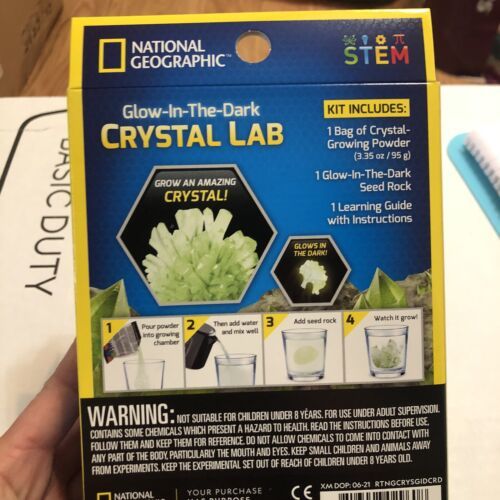 NATIONAL
GEOGRAPHIC™
STEM
Glow-In-The-Dark
CRYSTAL LAB
KIT INCLUDES:
1 Bag of Crystal-
Growing Powder
(3.35 oz / 95 g)
1 Glow-In-The-Dark
Seed Rock
1 Learning Guide
with Instructions
GROW AN AMAZING
CRYSTAL!
GLOWS IN
THE DARK!
1 Pour powder
into growing
chamber
2 Then add water
and mix well
3 Add seed rock
4 Watch it grow!
BASIC DUTY
WARNING: NOT SUITABLE FOR CHILDREN UNDER 8 YEARS. FOR USE UNDER ADULT SUPERVISION.
CONTAINS SOME CHEMICALS WHICH PRESENT A HAZARD TO HEALTH. READ THE INSTRUCTIONS BEFORE USE,
FOLLOW THEM AND KEEP THEM FOR REFERENCE. DO NOT ALLOW CHEMICALS TO COME INTO CONTACT WITH
ANY PART OF THE BODY, PARTICULARLY THE MOUTH AND EYES. KEEP SMALL CHILDREN AND ANIMALS AWAY
FROM EXPERIMENTS. KEEP THE EXPERIMENTAL SET OUT OF REACH OF CHILDREN UNDER 8 YEARS OLD.
XM DOP: 06-21 RTNGCRYSGIDCRD
NATIONAL
YOUR PURCHASE
HAS PURPOSE
CE